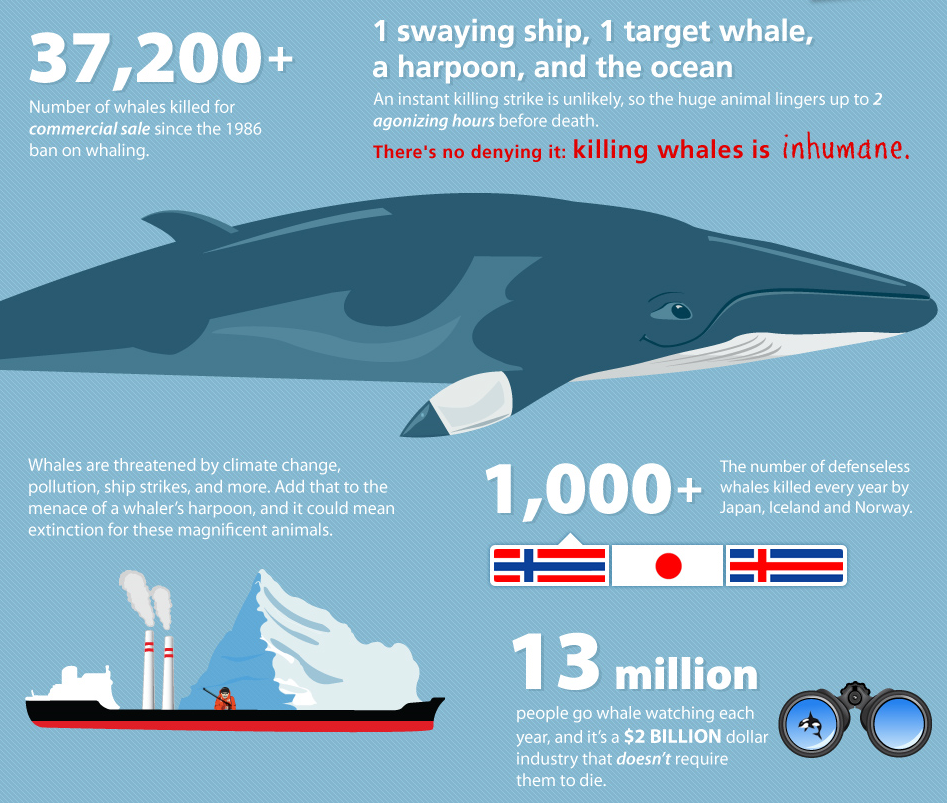 37,200+
Number of whales killed for
commercial sale since the 1986
ban on whaling.
1 swaying ship, 1 target whale,
a harpoon, and the ocean
An instant killing strike is unlikely, so the huge animal lingers up to 2
agonizing hours before death.
There's no denying it: killing whales is inhumane.
Whales are threatened by climate change,
pollution, ship strikes, and more. Add that to the
menace of a whaler's harpoon, and it could mean
extinction for these magnificent animals.
1,000+
The number of defenseless
whales killed every year by
Japan, Iceland and Norway.
13 million
people go whale watching each
year, and it's a $2 BILLION dollar
industry that doesn't require
them to die.